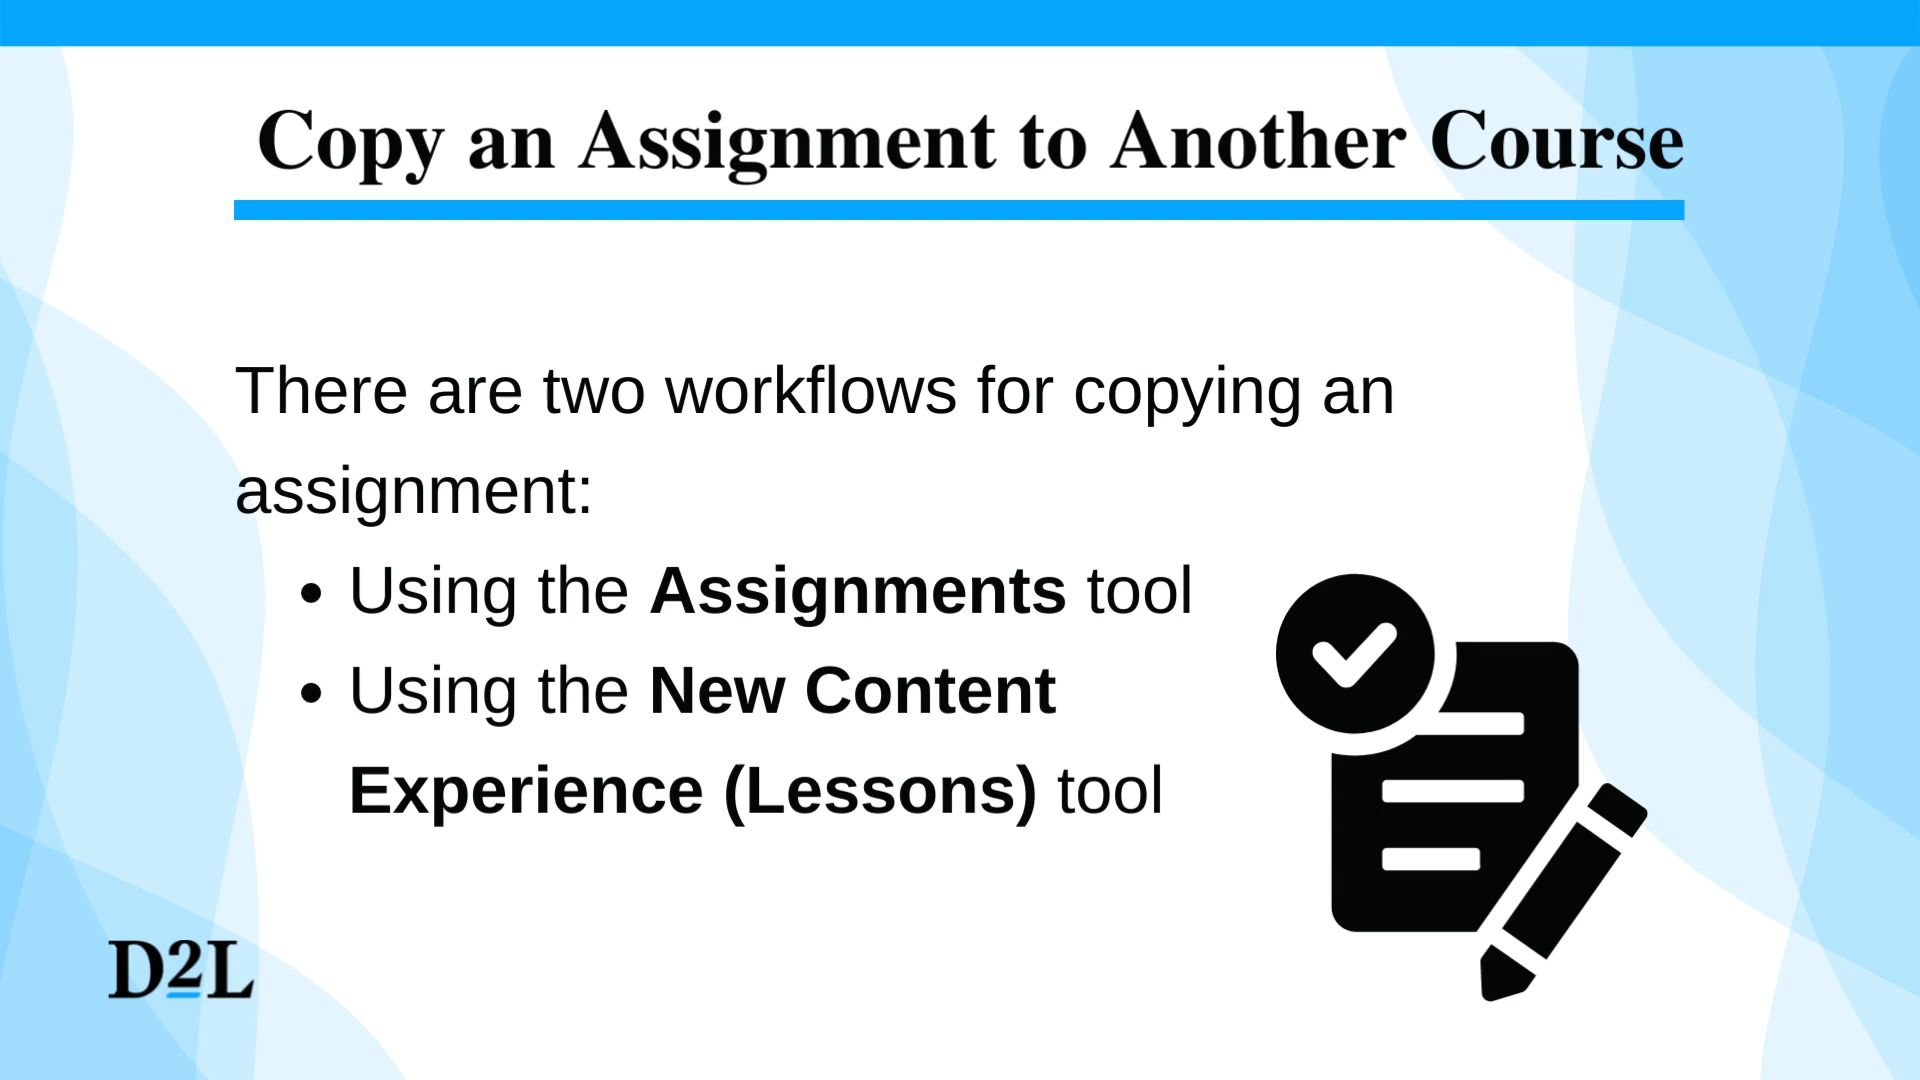 Copy an Assignment to Another Course
There are two workflows for copying an
assignment:
• Using the Assignments tool
• Using the New Content
Experience (Lessons) tool
D2L